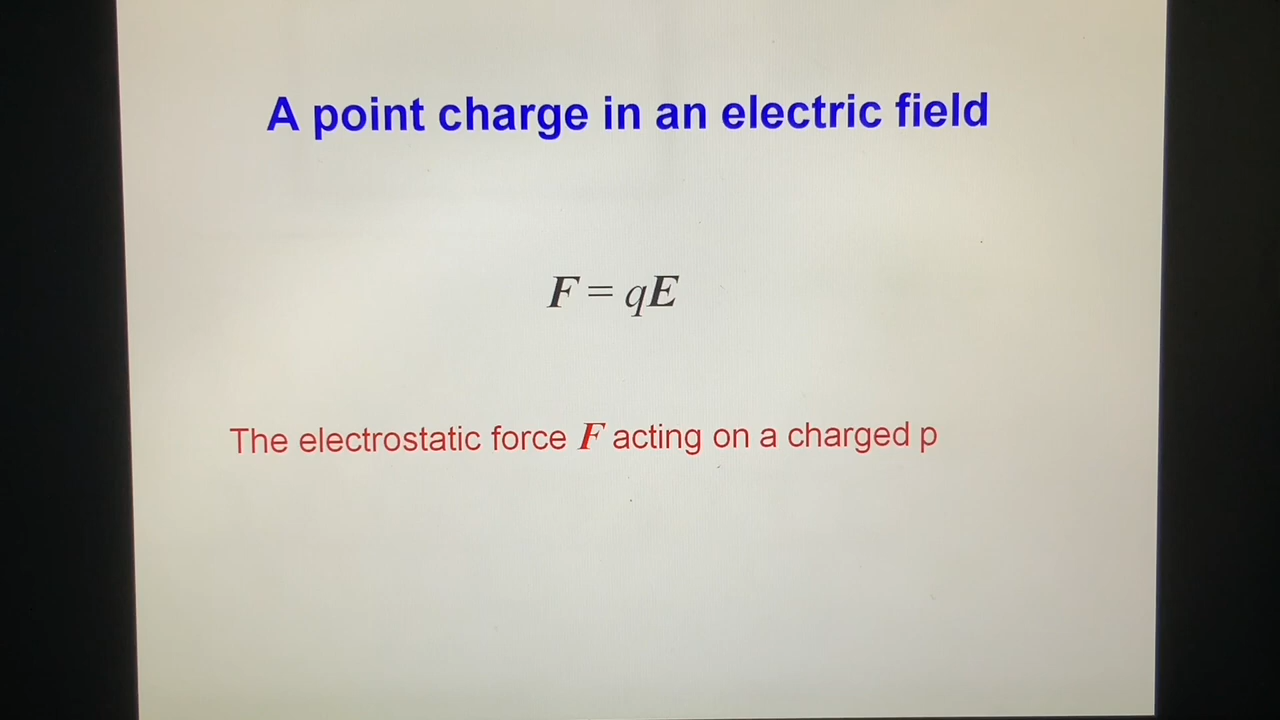 A point charge in an electric field
F = qE
The electrostatic force F acting on a charged p